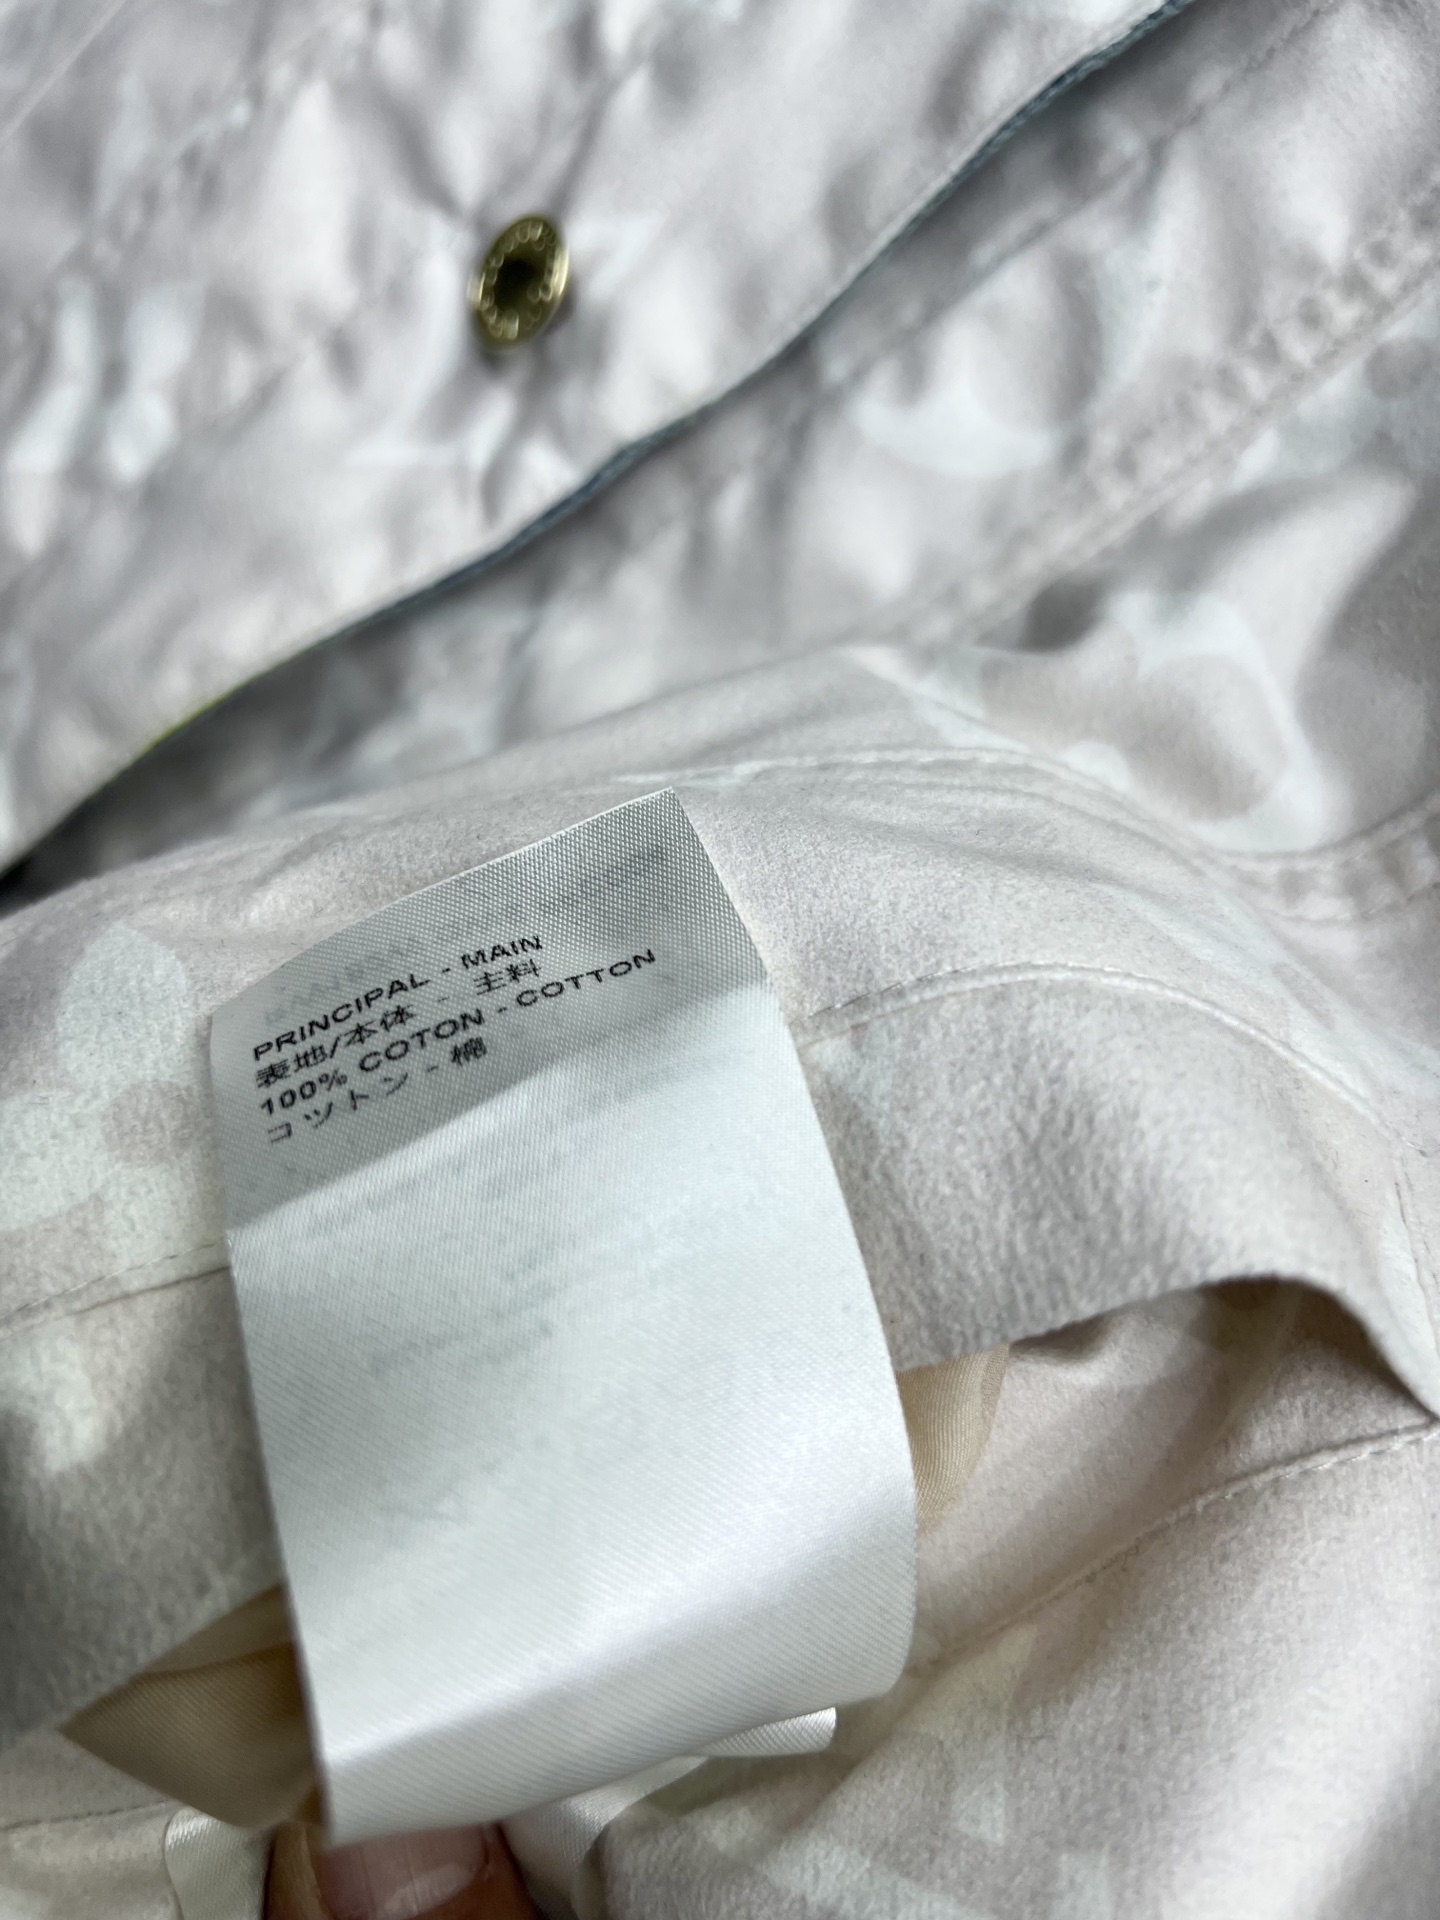 PRINCIPAL - MAIN
表地/本体 - 主料
100% COTON - COTTON
コットン - 棉